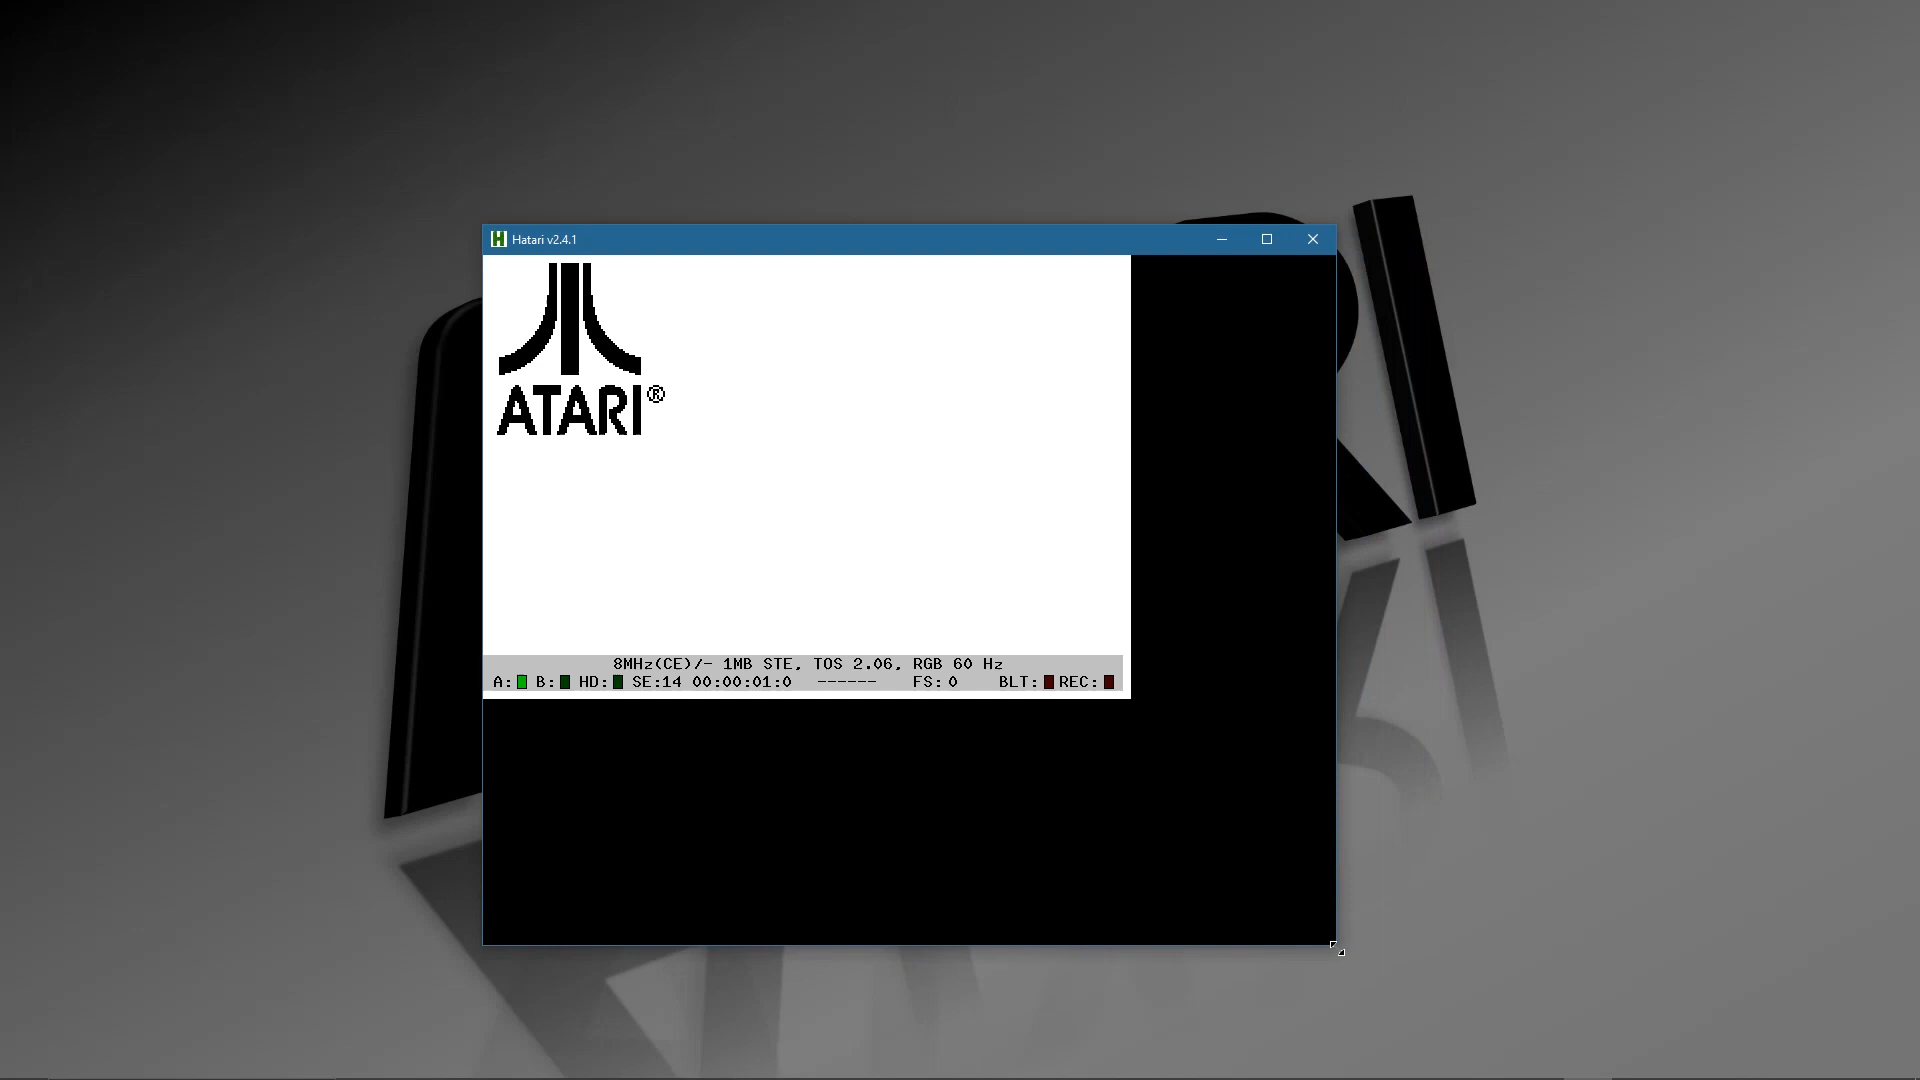 Hatari v2.4.1
ATARI®
8MHz(CE)/- 1MB STE, TOS 2.06, RGB 60 Hz
A: B: HD: SE:14 00:00:01:0 ------ FS: 0 BLT: REC: